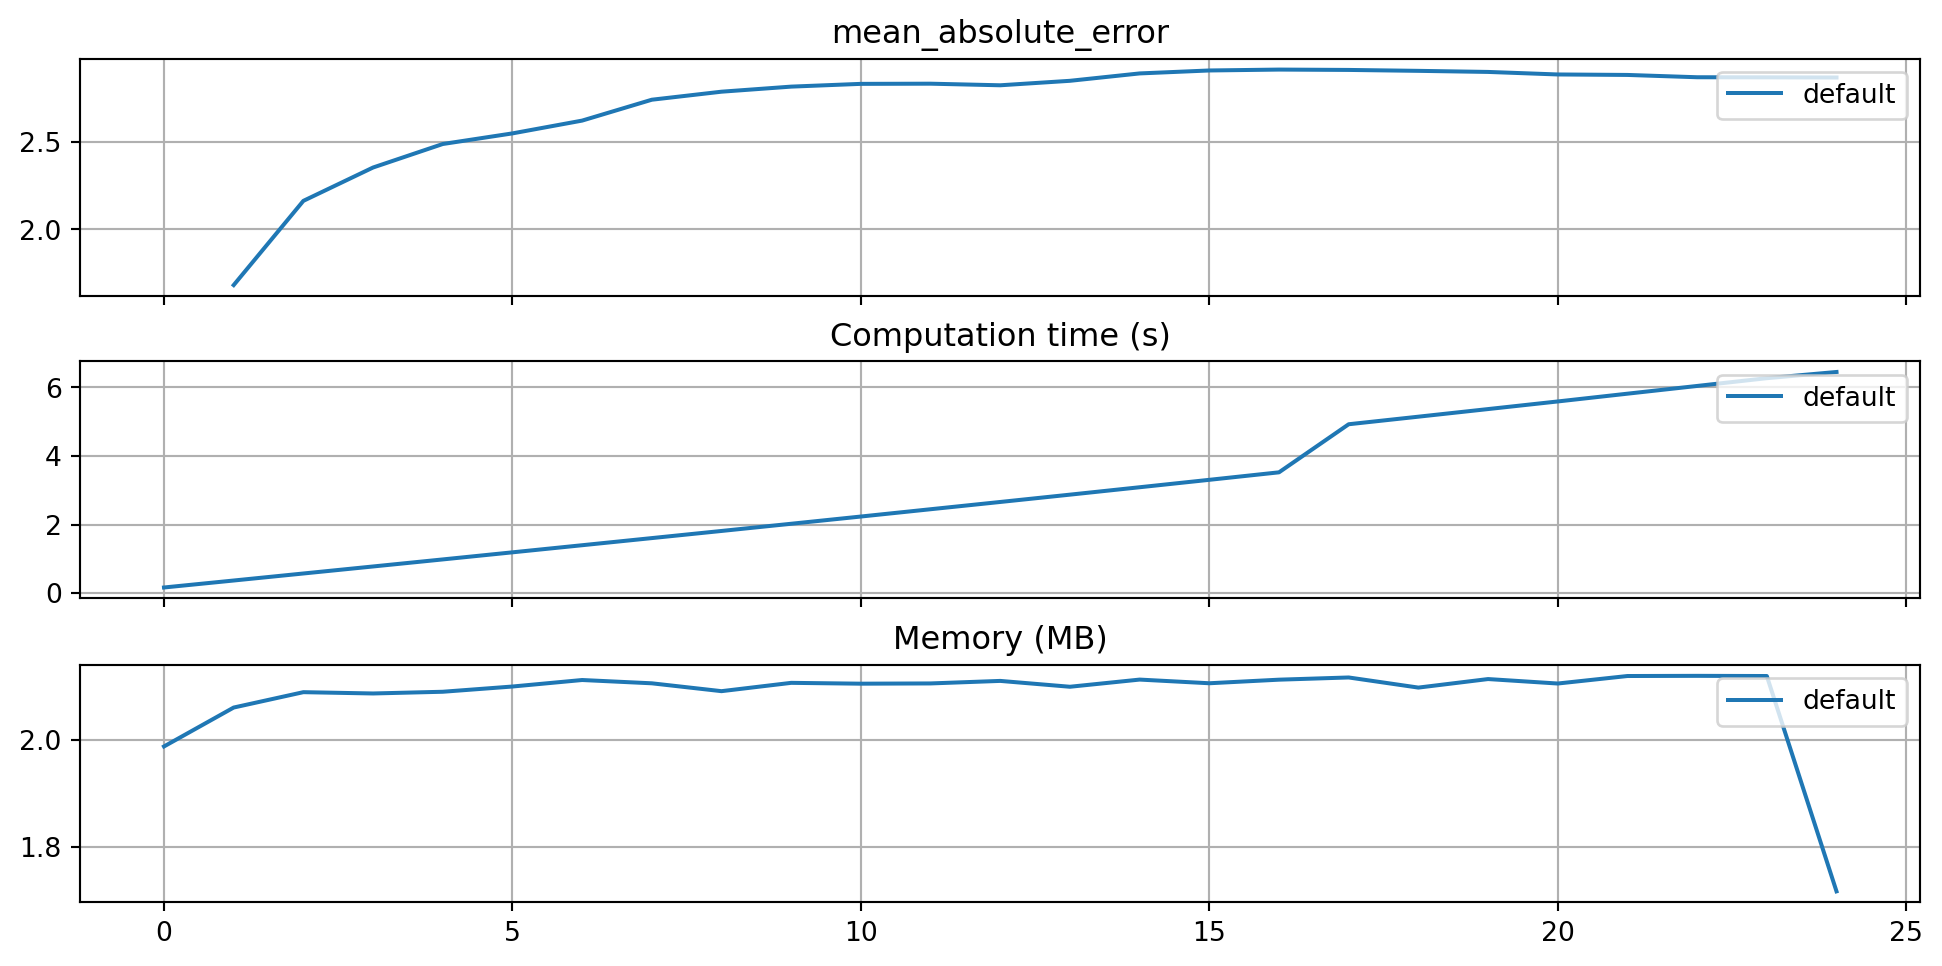 mean_absolute_error
2.5
2.0
default
Computation time (s)
6
4
2
0
default
Memory (MB)
2.0
1.8
default
0 5 10 15 20 25